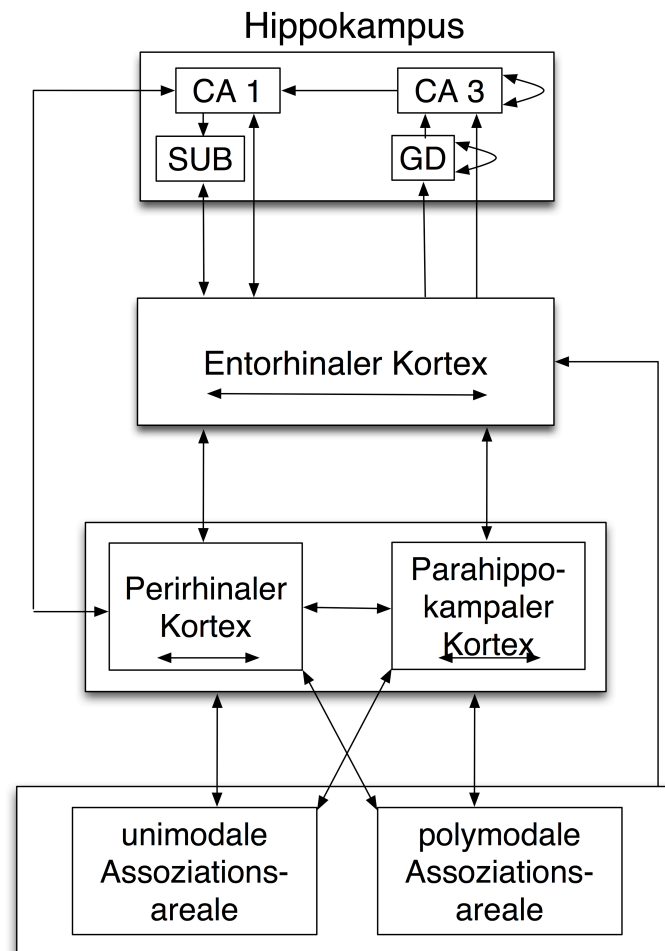 Hippokampus
CA 1
CA 3
SUB
GD
Entorhinaler Kortex
Perirhinaler
Kortex
Parahippo-
kampaler
Kortex
unimodale
Assoziations-
areale
polymodale
Assoziations-
areale